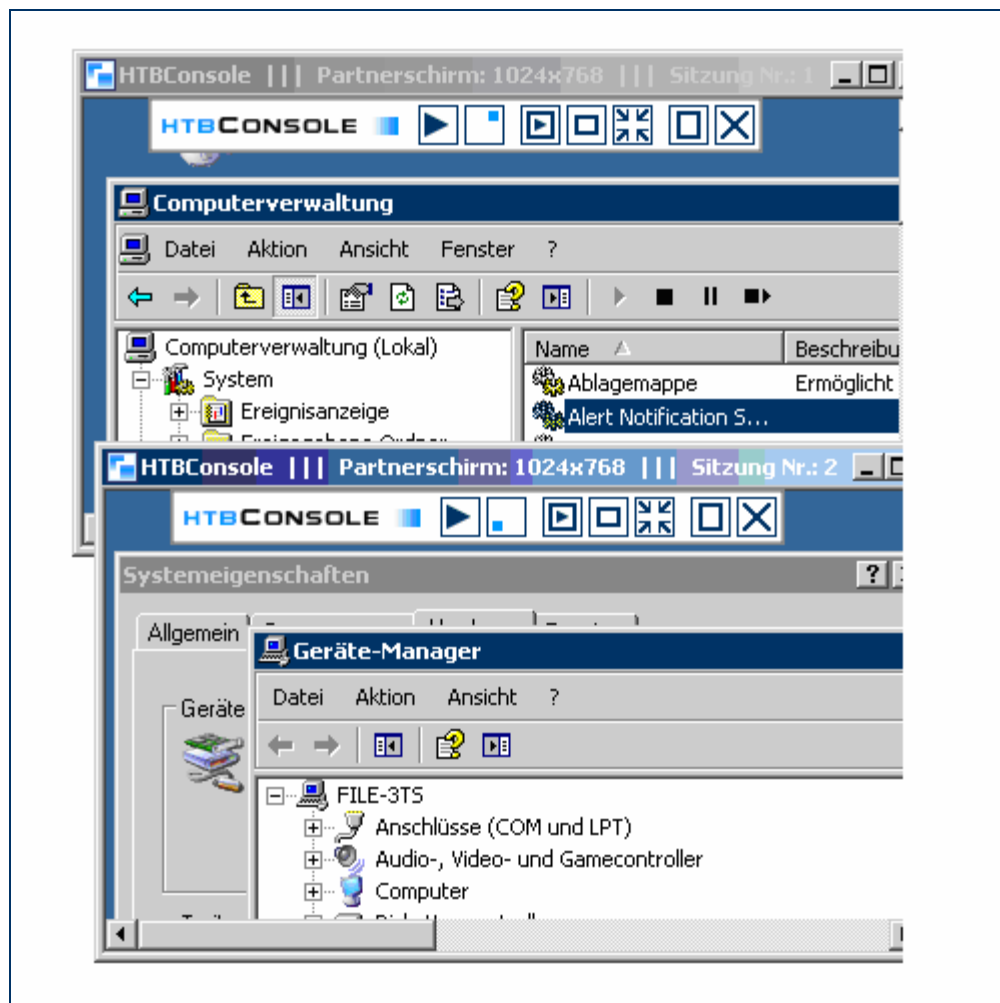 HTBConsole ||| Partnerschirm: 1024x768 ||| Sitzung Nr.: 1
HTBCONSOLE
Computerverwaltung
Datei Aktion Ansicht Fenster ?
Computerverwaltung (Lokal)
System
Ereignisanzeige
Name Beschreibu
Ablagemappe Ermöglicht
Alert Notification S...
HTBConsole ||| Partnerschirm: 1024x768 ||| Sitzung Nr.: 2
HTBCONSOLE
Systemeigenschaften
Allgemein
Geräte
Geräte-Manager
Datei Aktion Ansicht ?
FILE-3TS
Anschlüsse (COM und LPT)
Audio-, Video- und Gamecontroller
Computer